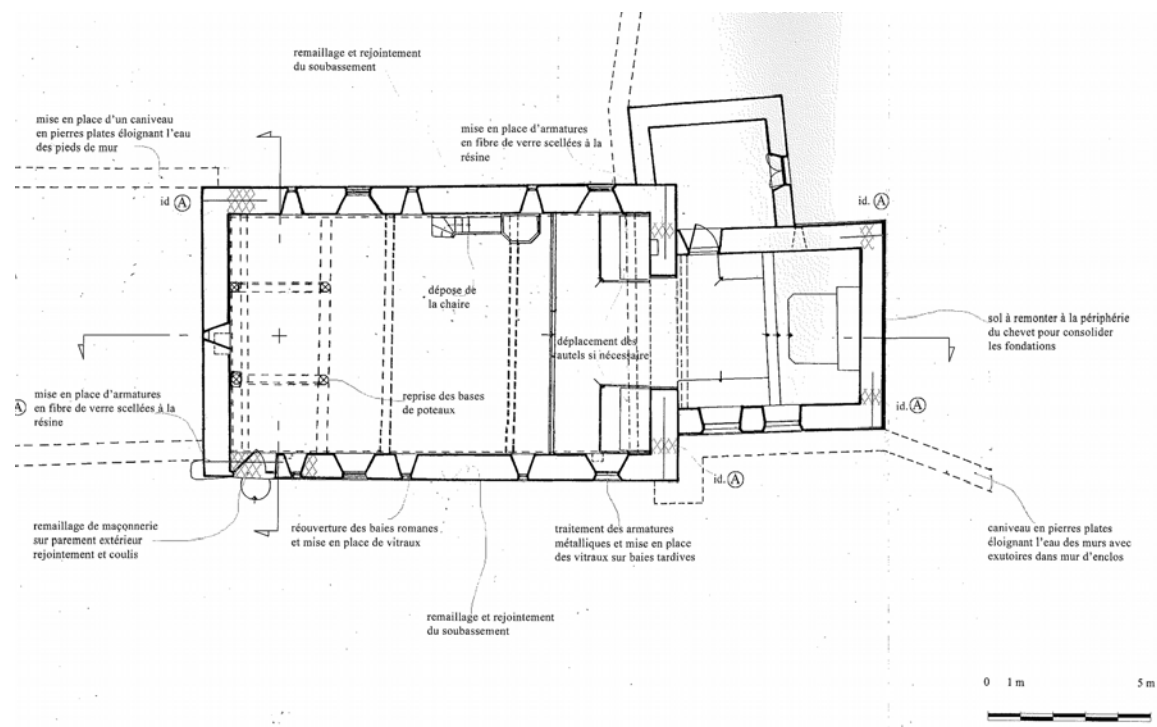 remaillage et rejointement
du soubassement
mise en place d'un caniveau
en pierres plates éloignant l'eau
des pieds de mur
mise en place d'armatures
en fibre de verre scellées à la
résine
id Ⓐ
id. Ⓐ
dépose de
la chaire
sol à remonter à la périphérie
du chevet pour consolider
les fondations
déplacement des
autels si nécessaire
mise en place d'armatures
Ⓐ en fibre de verre scellées à la
résine
reprise des bases
de poteaux
id. Ⓐ
id. Ⓐ
remaillage de maçonnerie
sur parement extérieur
rejointement et coulis
réouverture des baies romanes
et mise en place de vitraux
traitement des armatures
métalliques et mise en place
des vitraux sur baies tardives
caniveau en pierres plates
éloignant l'eau des murs avec
exutoires dans mur d'enclos
remaillage et rejointement
du soubassement
0 1 m 5 m